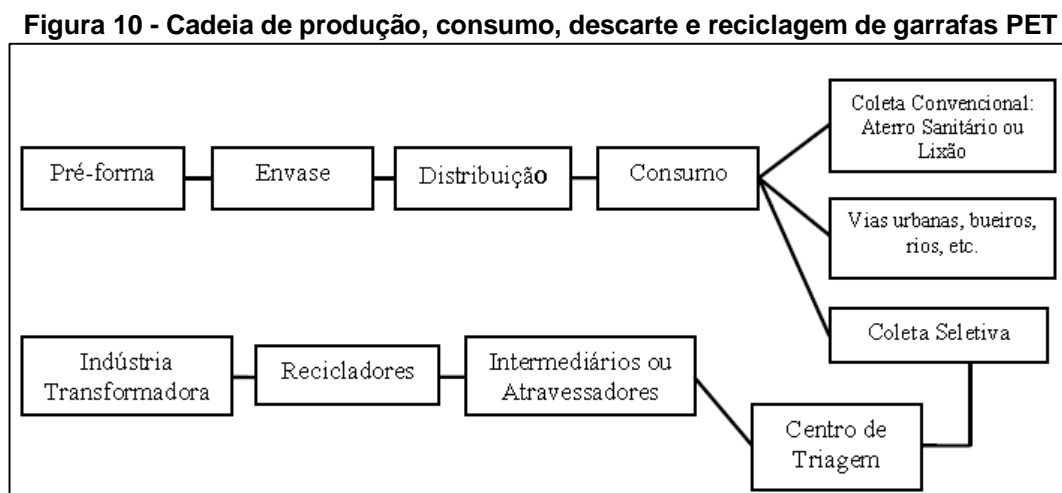 Figura 10 - Cadeia de produção, consumo, descarte e reciclagem de garrafas PET
Pré-forma
Envase
Distribuição
Consumo
Coleta Convencional:
Aterro Sanitário ou
Lixão
Vias urbanas, bueiros,
rios, etc.
Coleta Seletiva
Centro de
Triagem
Intermediários ou
Atravessadores
Recicladores
Indústria
Transformadora